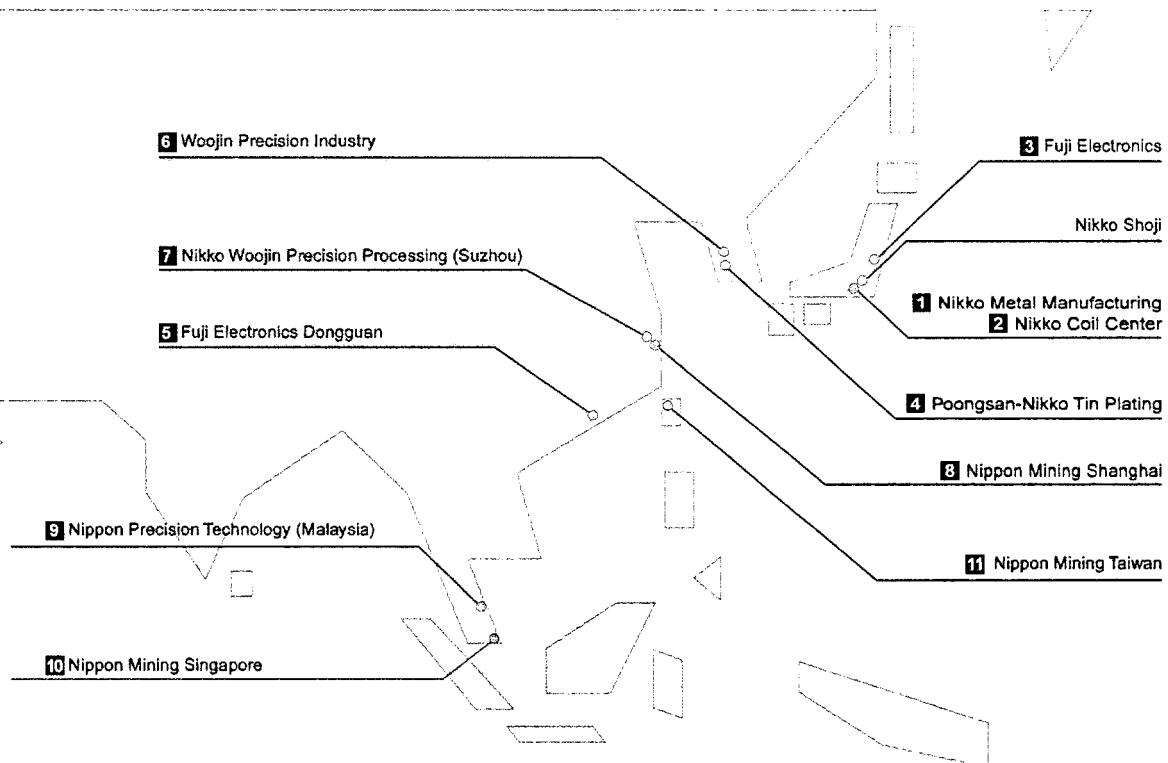 6 Woojin Precision Industry
3 Fuji Electronics
Nikko Shoji
7 Nikko Woojin Precision Processing (Suzhou)
1 Nikko Metal Manufacturing
2 Nikko Coil Center
5 Fuji Electronics Dongguan
4 Poongsan-Nikko Tin Plating
8 Nippon Mining Shanghai
9 Nippon Precision Technology (Malaysia)
11 Nippon Mining Taiwan
10 Nippon Mining Singapore